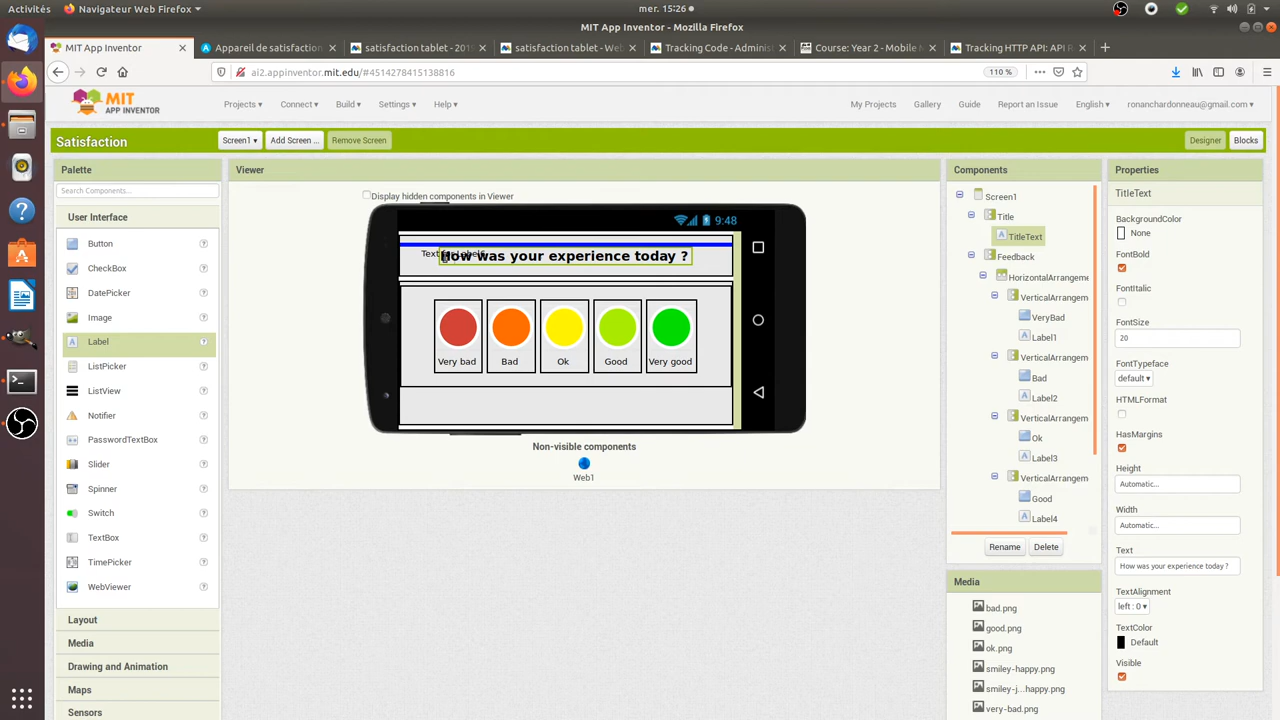 Activités
Navigateur Web Firefox
mer. 15:26
MIT App Inventor - Mozilla Firefox
MIT App Inventor
Appareil de satisfaction
satisfaction tablet - 201
satisfaction tablet - Web
Tracking Code - Adminis
Course: Year 2 - Mobile M
Tracking HTTP API: API R
ai2.appinventor.mit.edu/#4514278415138816
110 %
MIT
APP INVENTOR
Projects
Connect
Build
Settings
Help
My Projects
Gallery
Guide
Report an Issue
English
ronanchardonneau@gmail.com
Satisfaction
Screen1
Add Screen ...
Remove Screen
Designer
Blocks
Palette
Search Components...
User Interface
Button
CheckBox
DatePicker
Image
Label
ListPicker
ListView
Notifier
PasswordTextBox
Slider
Spinner
Switch
TextBox
TimePicker
WebViewer
Layout
Media
Drawing and Animation
Maps
Sensors
Viewer
Display hidden components in Viewer
9:48
How was your experience today ?
Very bad
Bad
Ok
Good
Very good
Non-visible components
Web1
Components
Screen1
Title
TitleText
Feedback
HorizontalArrangeme
VerticalArrangem
VeryBad
Label1
VerticalArrangem
Bad
Label2
VerticalArrangem
Ok
Label3
VerticalArrangem
Good
Label4
Rename
Delete
Media
bad.png
good.png
ok.png
smiley-happy.png
smiley-j...happy.png
very-bad.png
Properties
TitleText
BackgroundColor
None
FontBold
FontItalic
FontSize
20
FontTypeface
default
HTMLFormat
HasMargins
Height
Automatic...
Width
Automatic...
Text
How was your experience today ?
TextAlignment
left : 0
TextColor
Default
Visible